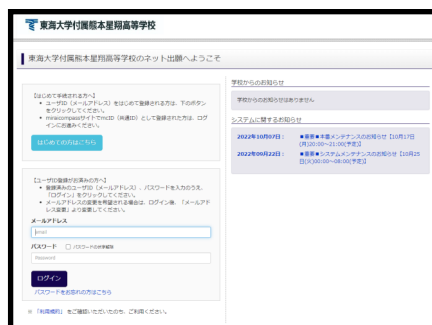 東海大学付属熊本星翔高等学校
東海大学付属熊本星翔高等学校のネット出願へようこそ
【はじめて手続される方へ】
ユーザID(メールアドレス)をはじめて登録される方は、下のボタン
をクリックしてください。
miraicompassサイトでmcID(共通ID)として登録された方は、ログ
インにお進みください。
はじめての方はこちら
【ユーザID登録がお済みの方へ】
登録済みのユーザID(メールアドレス)、パスワードを入力のうえ、
「ログイン」をクリックしてください。
メールアドレスの変更を希望される場合は、ログイン後、「メールアド
レス変更」より変更してください。
メールアドレス
email
パスワード パスワードの伏字解除
Password
ログイン
パスワードをお忘れの方はこちら
※ 「利用規約」 をご確認いただいたのち、ご利用ください。
学校からのお知らせ
学校からのお知らせはありません
システムに関するお知らせ
2022年10月07日: ■重要■本番メンテナンスのお知らせ【10月17日
(月)20:00～21:00(予定)】
2022年09月22日: ■重要■システムメンテナンスのお知らせ【10月25
日(火)00:00～08:00(予定)】